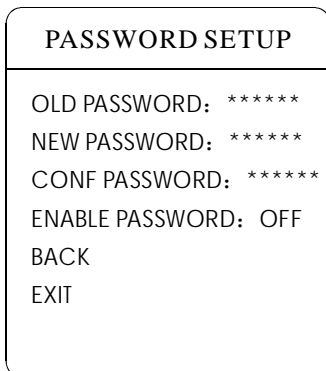 PASSWORD SETUP
OLD PASSWORD：******
NEW PASSWORD：******
CONF PASSWORD：******
ENABLE PASSWORD：OFF
BACK
EXIT